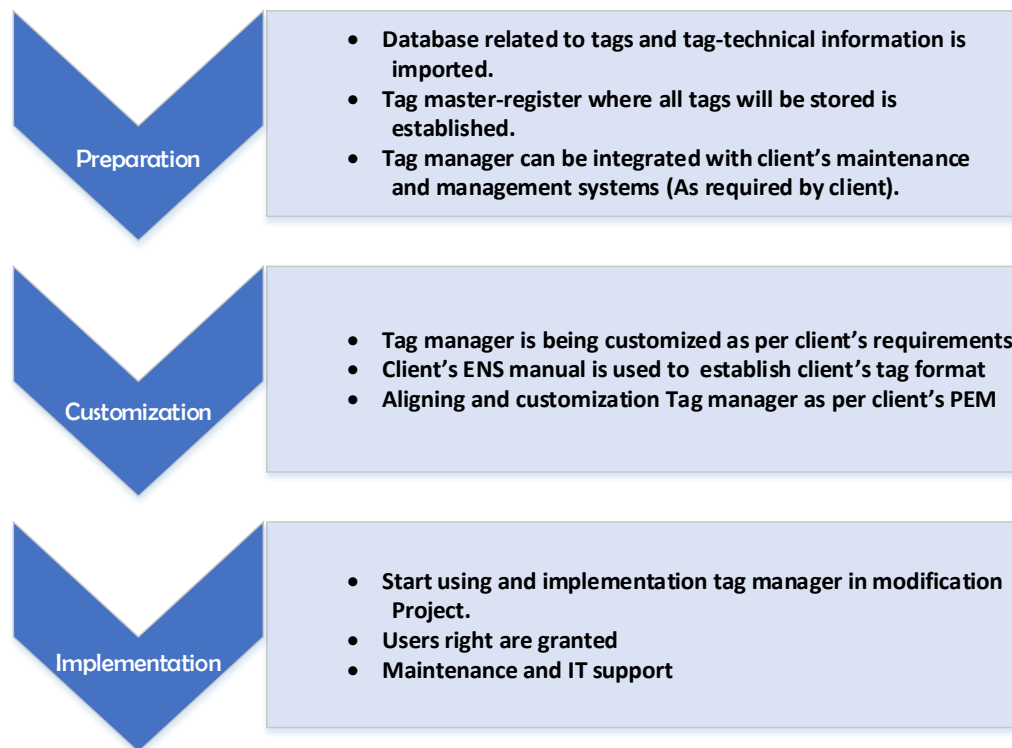 Preparation
• Database related to tags and tag-technical information is
imported.
• Tag master-register where all tags will be stored is
established.
• Tag manager can be integrated with client's maintenance
and management systems (As required by client).
Customization
• Tag manager is being customized as per client's requirements
• Client's ENS manual is used to establish client's tag format
• Aligning and customization Tag manager as per client's PEM
Implementation
• Start using and implementation tag manager in modification
Project.
• Users right are granted
• Maintenance and IT support